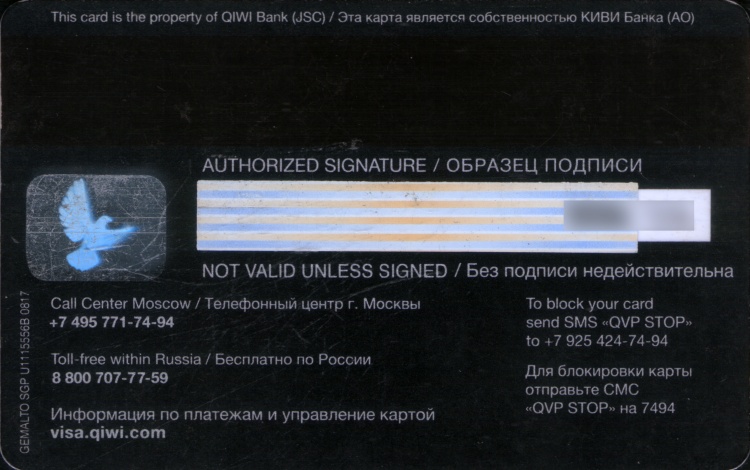 This card is the property of QIWI Bank (JSC) / Эта карта является собственностью КИВИ Банка (АО)
AUTHORIZED SIGNATURE / ОБРАЗЕЦ ПОДПИСИ
NOT VALID UNLESS SIGNED / Без подписи недействительна
Call Center Moscow / Телефонный центр г. Москвы
+7 495 771-74-94
Toll-free within Russia / Бесплатно по России
8 800 707-77-59
Информация по платежам и управление картой
visa.qiwi.com
To block your card
send SMS «QVP STOP»
to +7 925 424-74-94
Для блокировки карты
отправьте СМС
«QVP STOP» на 7494
GEMALTO SGP U1115556B 0817